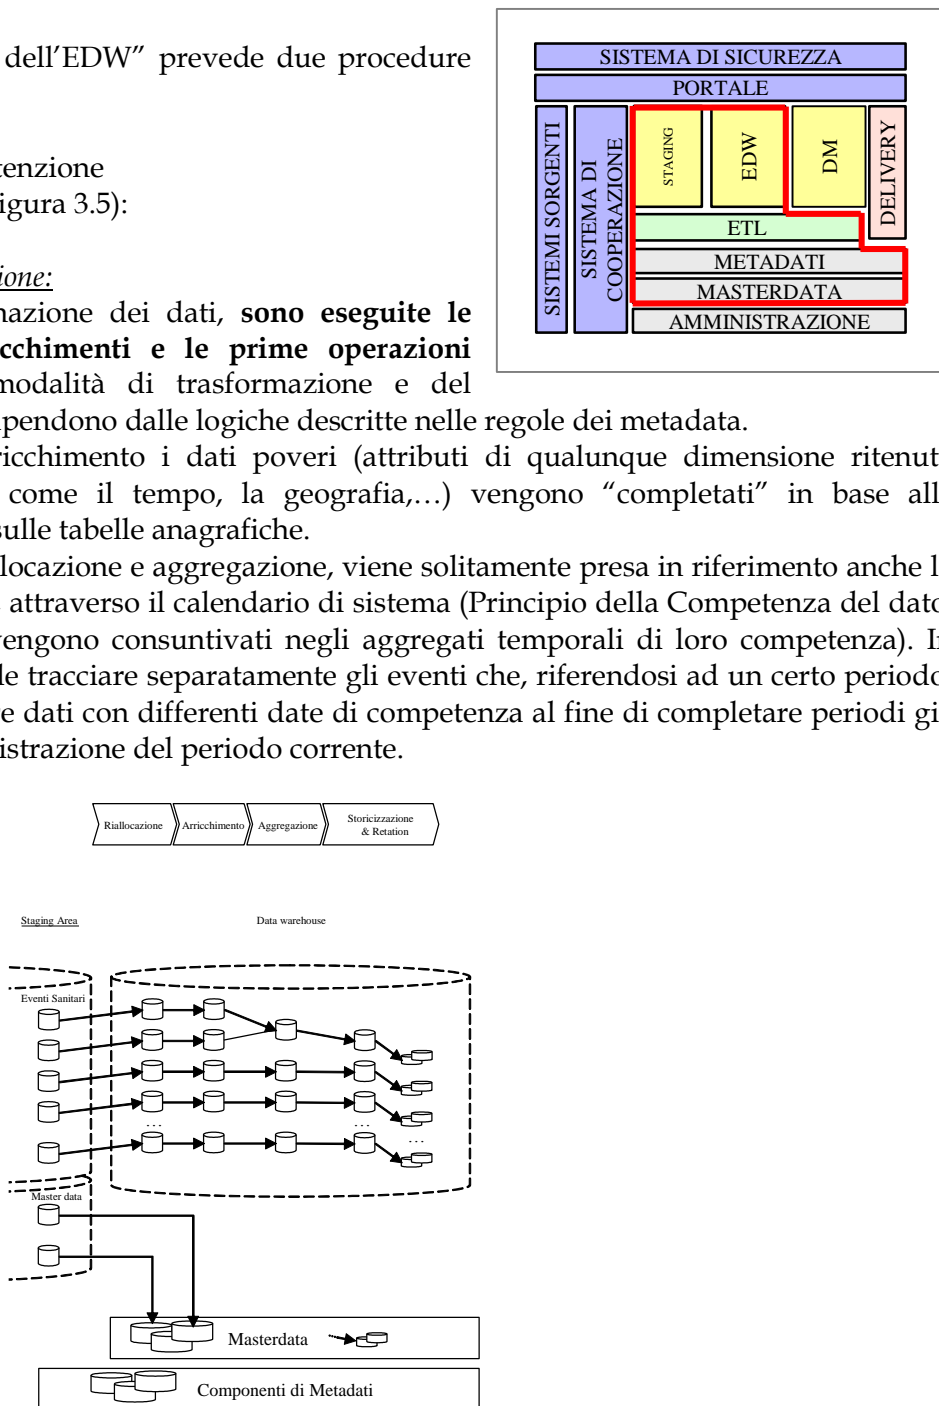 dell’EDW” prevede due procedure
tenzione
igura 3.5):
ione:
nazione dei dati, sono eseguite le
cchimenti e le prime operazioni
modalità di trasformazione e del
ipendono dalle logiche descritte nelle regole dei metadata.
ricchimento i dati poveri (attributi di qualunque dimensione ritenut
come il tempo, la geografia,…) vengono “completati” in base all
sulle tabelle anagrafiche.
llocazione e aggregazione, viene solitamente presa in riferimento anche l
attraverso il calendario di sistema (Principio della Competenza del dato
vengono consuntivati negli aggregati temporali di loro competenza). In
le tracciare separatamente gli eventi che, riferendosi ad un certo periodo
e dati con differenti date di competenza al fine di completare periodi gi
istrazione del periodo corrente.
SISTEMA DI SICUREZZA
PORTALE
SISTEMI SORGENTI
SISTEMA DI
COOPERAZIONE
STAGING
EDW
DM
DELIVERY
ETL
METADATI
MASTERDATA
AMMINISTRAZIONE
Riallocazione
Arricchimento
Aggregazione
Storicizzazione
& Retation
Staging Area
Data warehouse
Eventi Sanitari
…
…
…
Master data
Masterdata
Componenti di Metadati